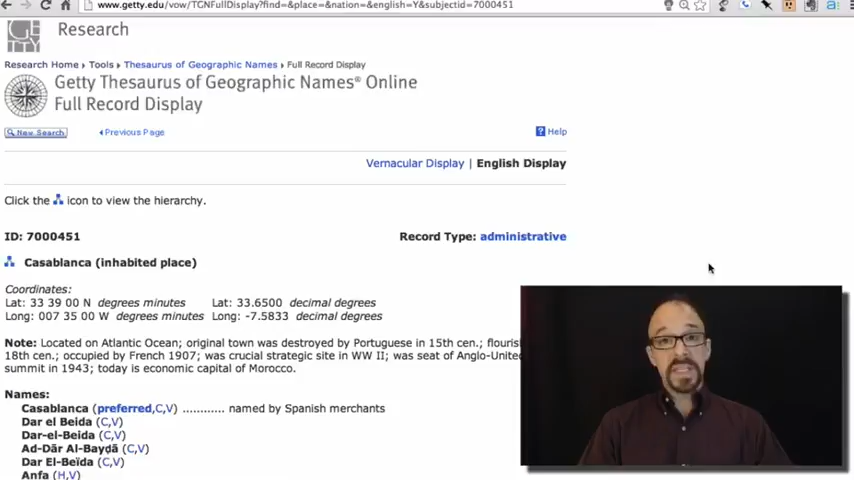 www.getty.edu/vow/TGNFullDisplay?find=&place=&nation=&english=Y&subjectid=7000451
GETTY
Research
Research Home Tools Thesaurus of Geographic Names Full Record Display
Getty Thesaurus of Geographic Names® Online
Full Record Display
New Search Previous Page ? Help
Vernacular Display | English Display
Click the icon to view the hierarchy.
ID: 7000451 Record Type: administrative
Casablanca (inhabited place)
Coordinates:
Lat: 33 39 00 N degrees minutes Lat: 33.6500 decimal degrees
Long: 007 35 00 W degrees minutes Long: -7.5833 decimal degrees
Note: Located on Atlantic Ocean; original town was destroyed by Portuguese in 15th cen.;
18th cen.; occupied by French 1907; was crucial strategic site in WW II; was seat of
summit in 1943; today is economic capital of Morocco.
Names:
Casablanca (preferred,C,V) ............ named by Spanish merchants
Dar el Beida (C,V)
Dar-el-Beida (C,V)
Ad-Dār Al-Bayḍā (C,V)
Dar El-Beïda (C,V)
Anfa (H,V)